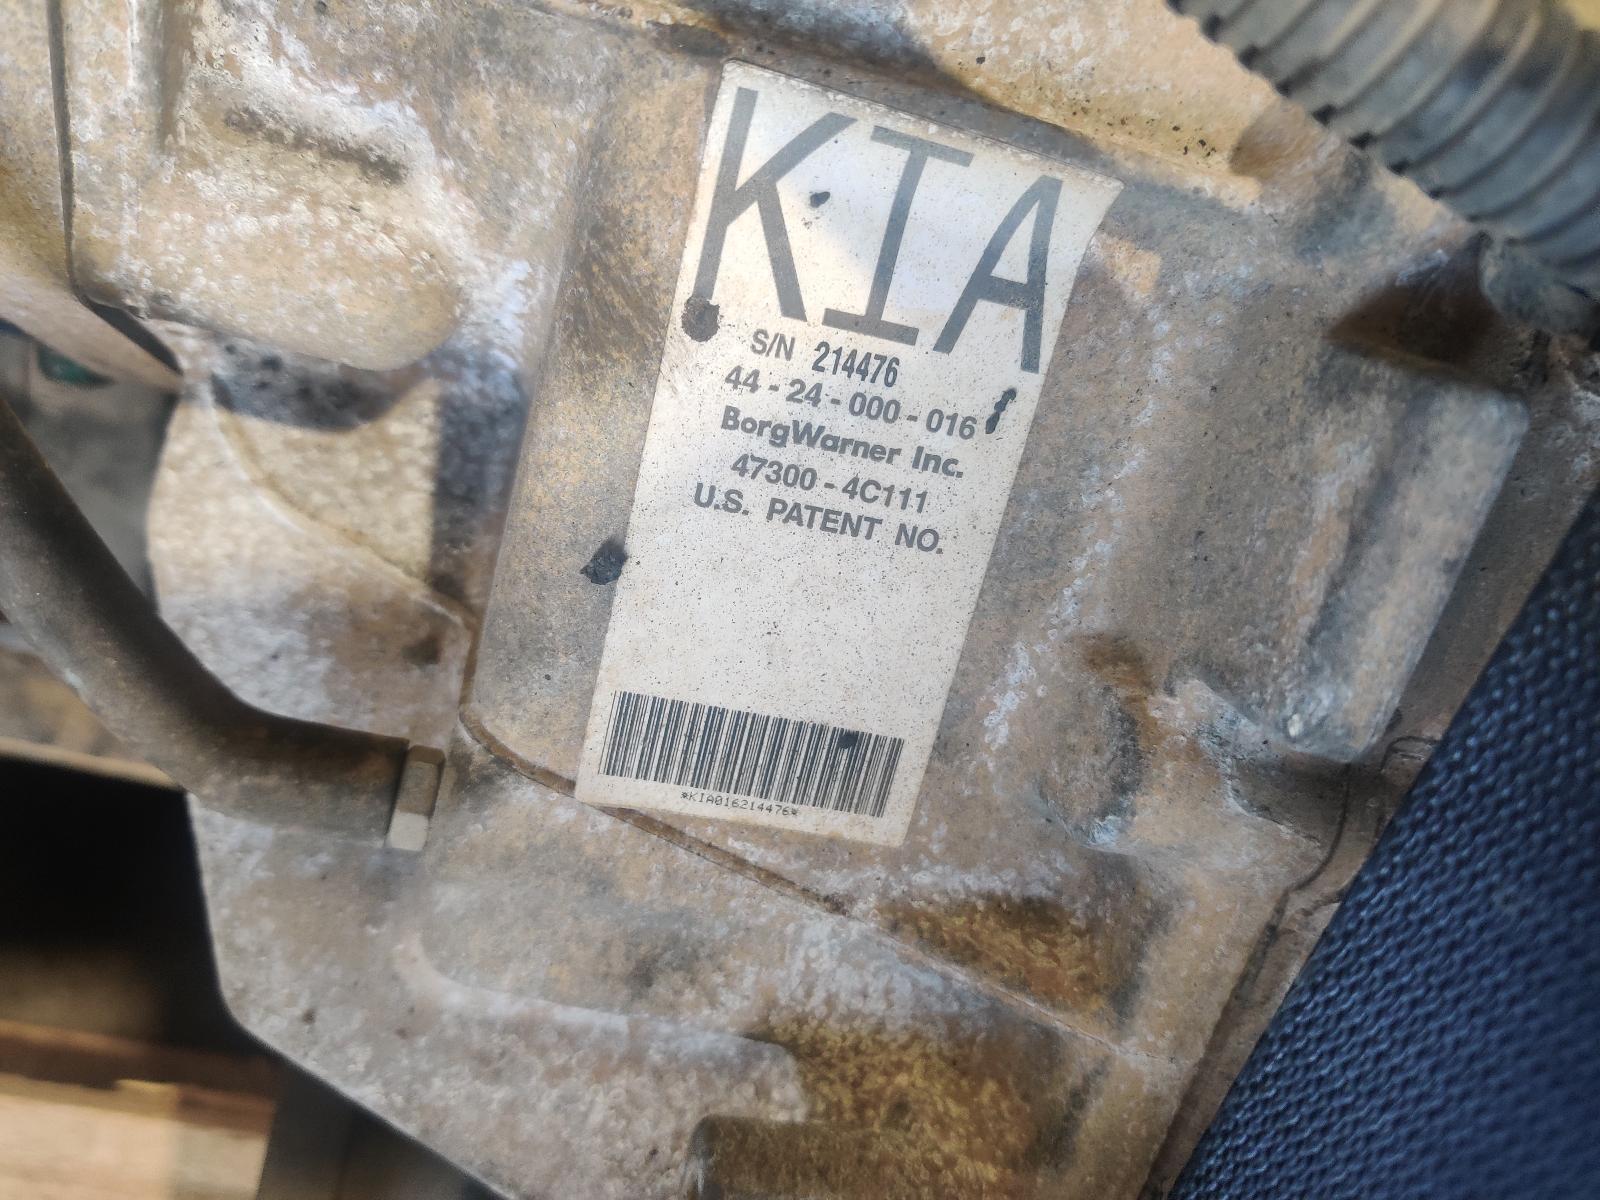 KIA
S/N 214476
44 - 24 - 000 - 016
BorgWarner Inc.
47300 - 4C111
U.S. PATENT NO.
*KIA016214476*